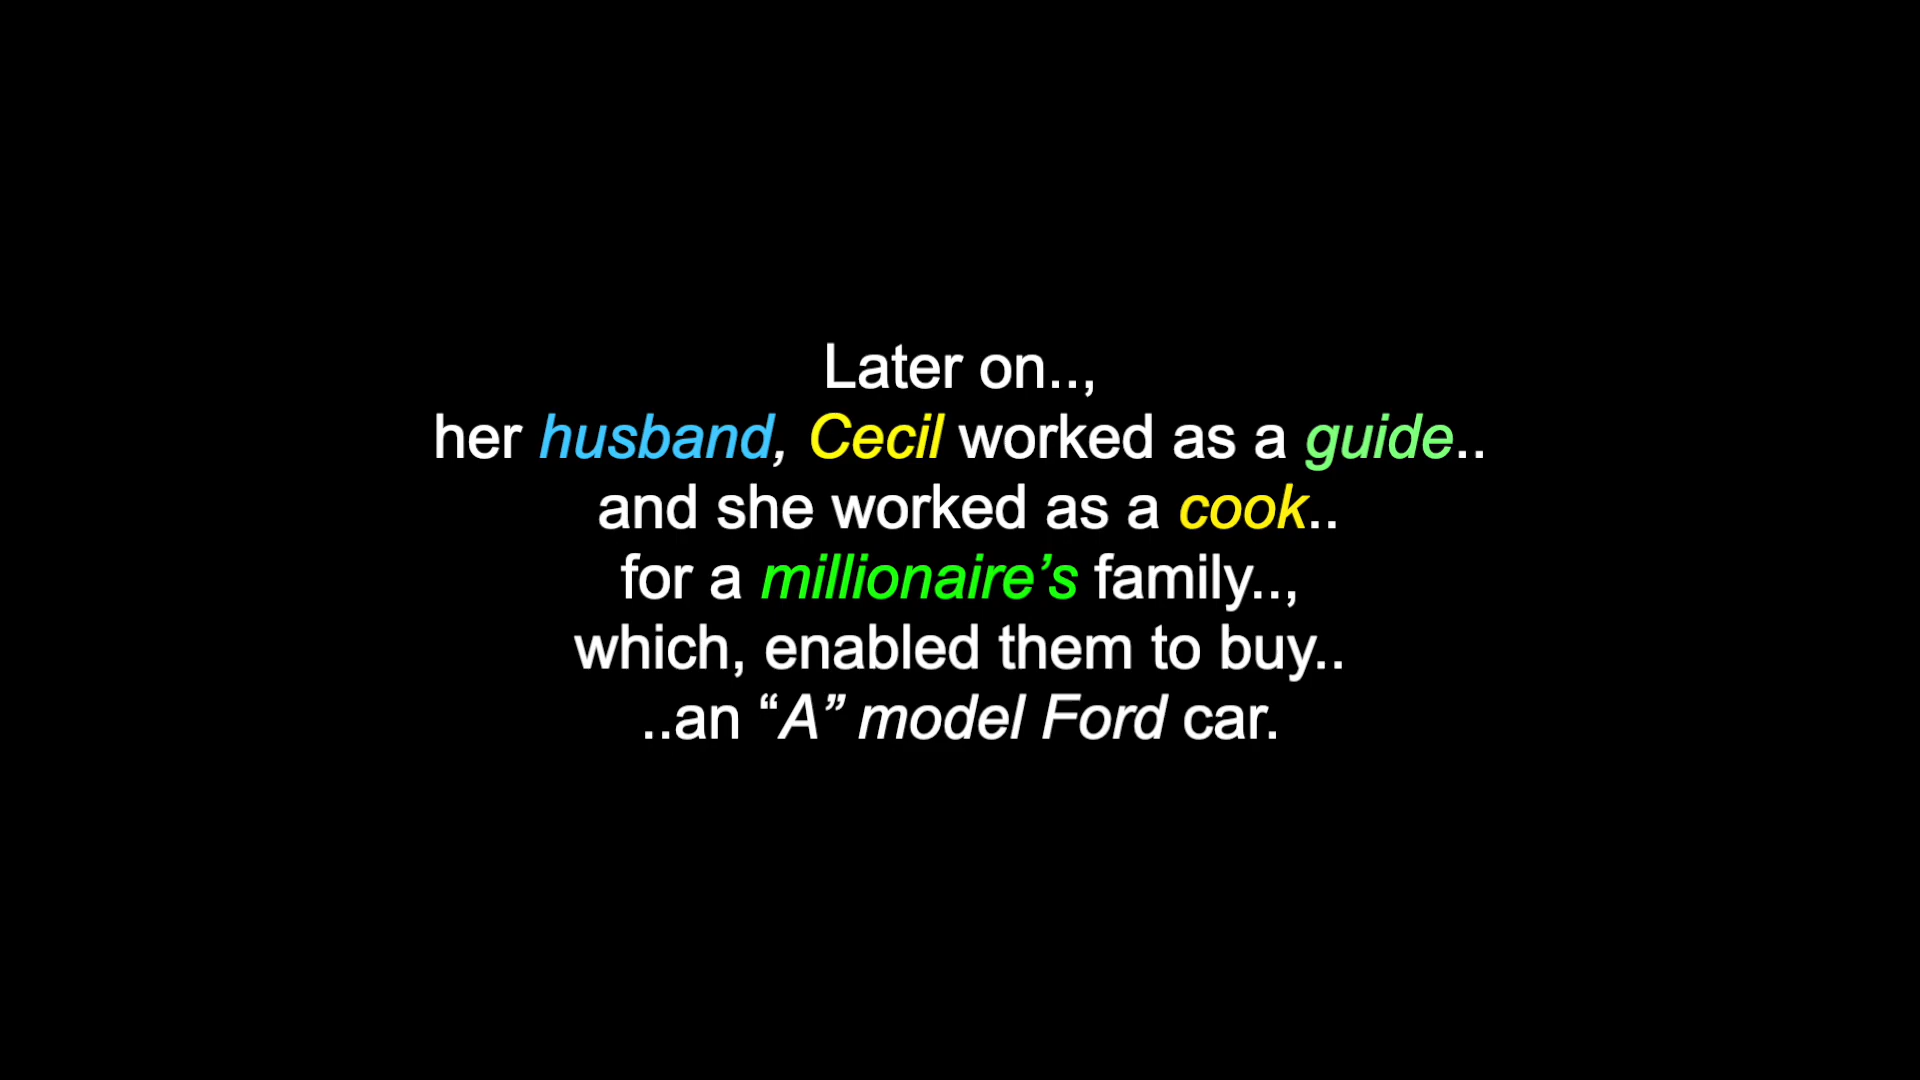 Later on..,
her husband, Cecil worked as a guide..
and she worked as a cook..
for a millionaire’s family..,
which, enabled them to buy..
..an “A” model Ford car.